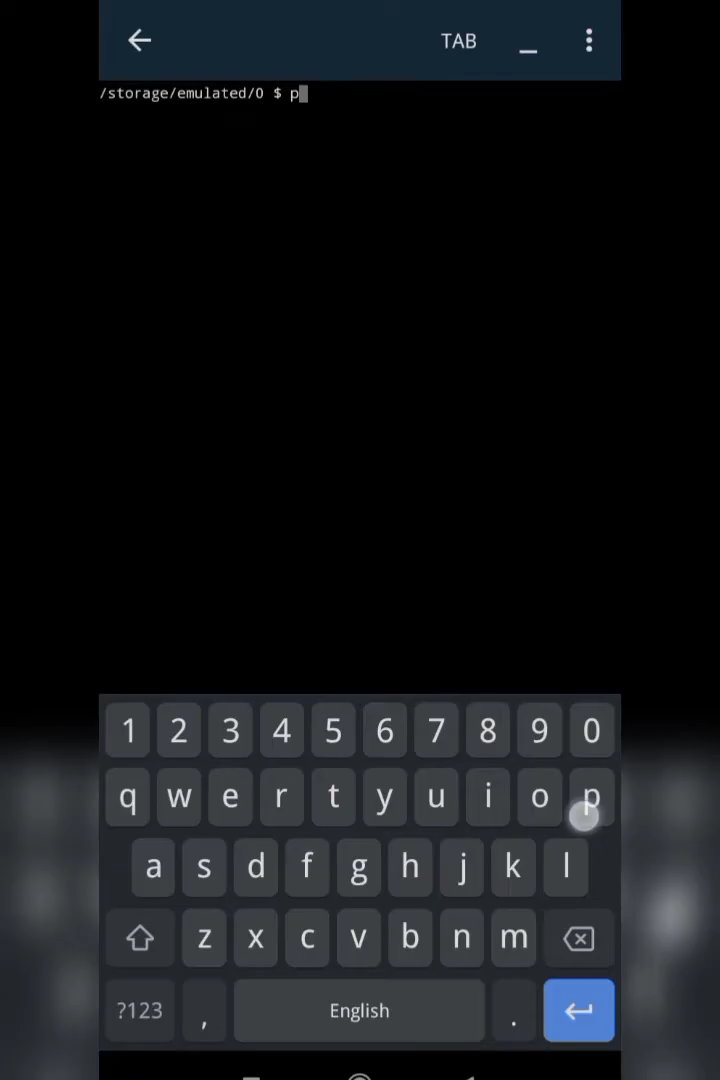 TAB _
/storage/emulated/0 $ p
1 2 3 4 5 6 7 8 9 0
q w e r t y u i o p
a s d f g h j k l
z x c v b n m
?123 , English .